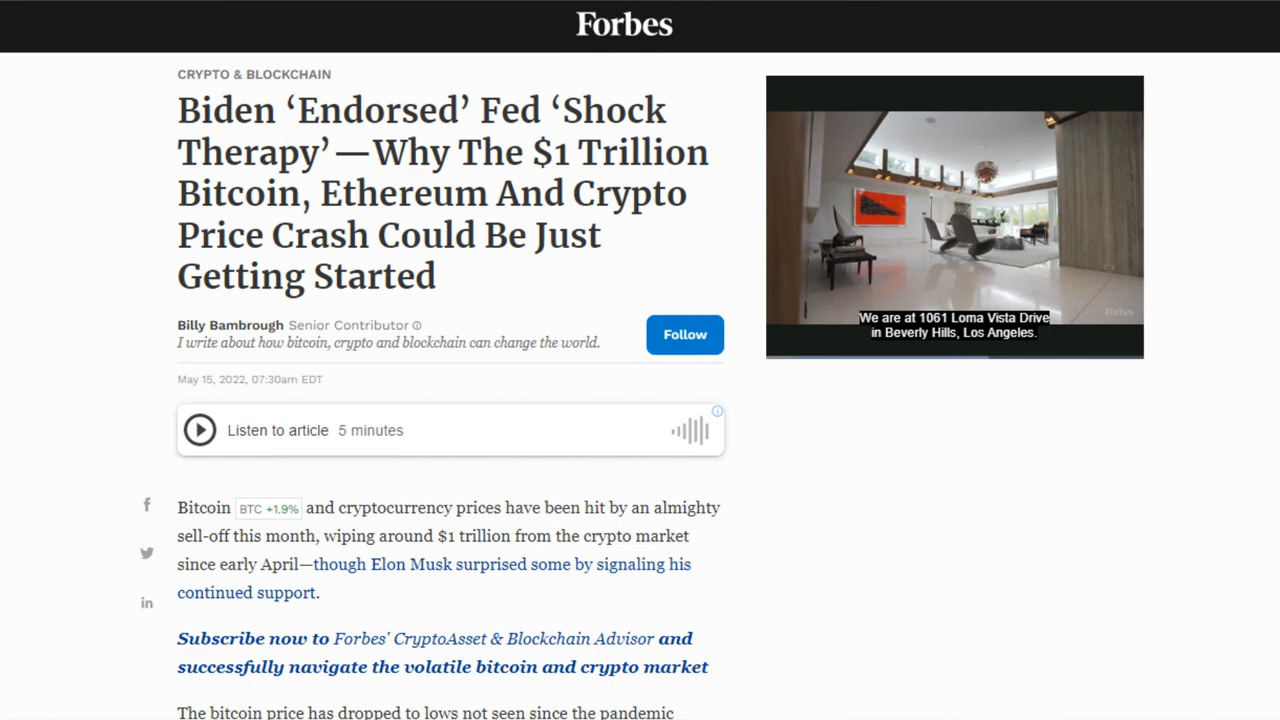 Forbes
CRYPTO & BLOCKCHAIN
Biden ‘Endorsed’ Fed ‘Shock
Therapy’—Why The $1 Trillion
Bitcoin, Ethereum And Crypto
Price Crash Could Be Just
Getting Started
Billy Bambrough Senior Contributor
I write about how bitcoin, crypto and blockchain can change the world.
Follow
May 15, 2022, 07:30am EDT
Listen to article 5 minutes
Bitcoin BTC +1.9% and cryptocurrency prices have been hit by an almighty
sell-off this month, wiping around $1 trillion from the crypto market
since early April—though Elon Musk surprised some by signaling his
continued support.
Subscribe now to Forbes' CryptoAsset & Blockchain Advisor and
successfully navigate the volatile bitcoin and crypto market
The bitcoin price has dropped to lows not seen since the pandemic
Forbes
We are at 1061 Loma Vista Drive
in Beverly Hills, Los Angeles.